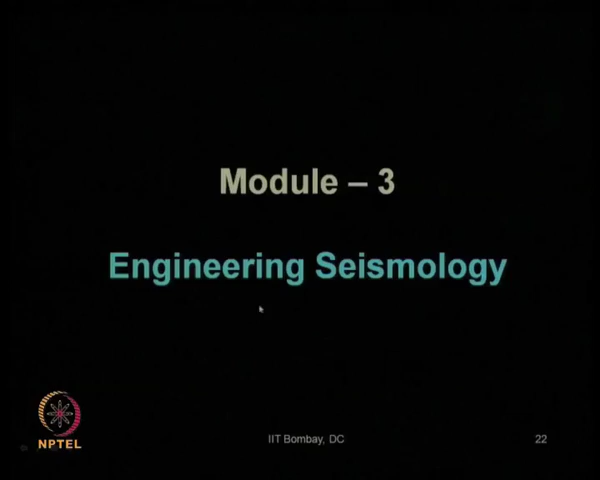 Module – 3
Engineering Seismology
NPTEL
IIT Bombay, DC
22